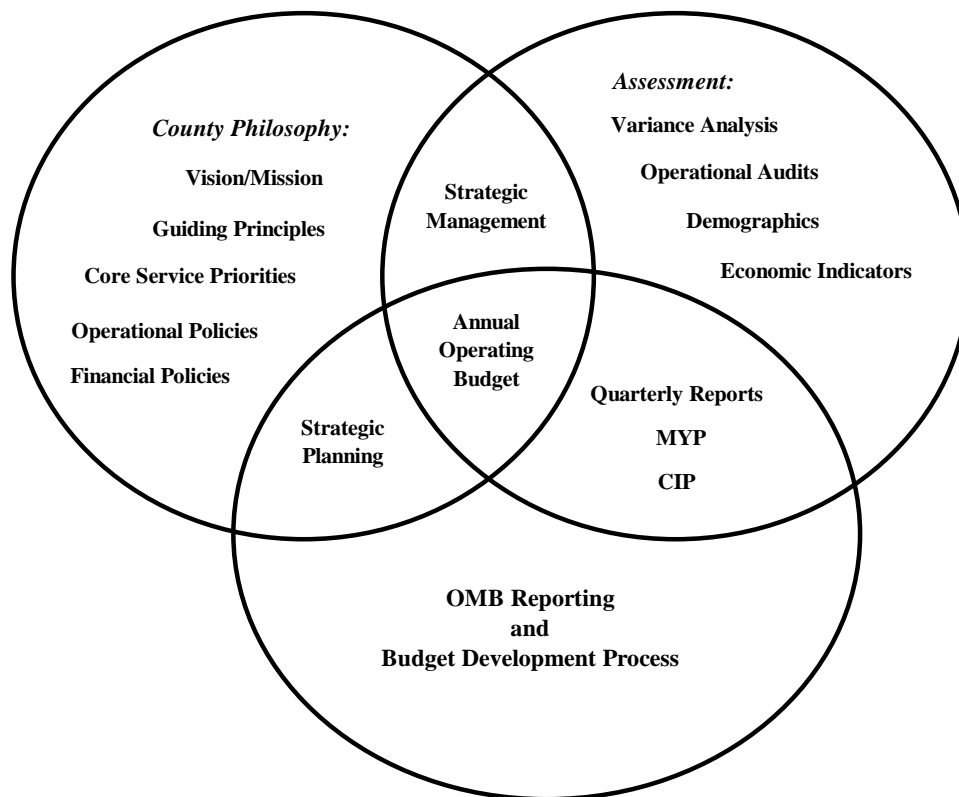 County Philosophy:
Vision/Mission
Guiding Principles
Core Service Priorities
Operational Policies
Financial Policies
Strategic
Management
Assessment:
Variance Analysis
Operational Audits
Demographics
Economic Indicators
Annual
Operating
Budget
Strategic
Planning
Quarterly Reports
MYP
CIP
OMB Reporting
and
Budget Development Process